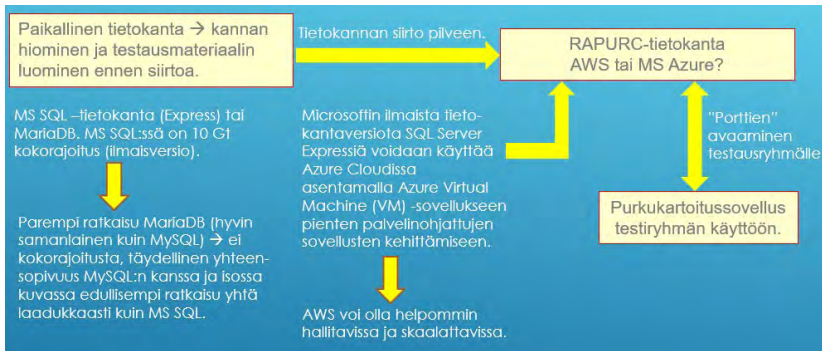 Paikallinen tietokanta → kannan
hiominen ja testausmateriaalin
luominen ennen siirtoa.
Tietokannan siirto pilveen.
RAPURC-tietokanta
AWS tai MS Azure?
MS SQL –tietokanta (Express) tai
MariaDB. MS SQL:ssä on 10 Gt
kokorajoitus (ilmaisversio).
Parempi ratkaisu MariaDB (hyvin
samanlainen kuin MySQL) → ei
kokorajoitusta, täydellinen yhteen-
sopivuus MySQL:n kanssa ja isossa
kuvassa edullisempi ratkaisu yhtä
laadukkaasti kuin MS SQL.
Microsoftin ilmaista tieto-
kantaversiota SQL Server
Expressiä voidaan käyttää
Azure Cloudissa
asentamalla Azure Virtual
Machine (VM) -sovellukseen
pienten palvelinohjattujen
sovellusten kehittämiseen.
AWS voi olla helpommin
hallitavissa ja skaalattavissa.
"Porttien"
avaaminen
testausryhmälle
Purkukartoitussovellus
testiryhmän käyttöön.